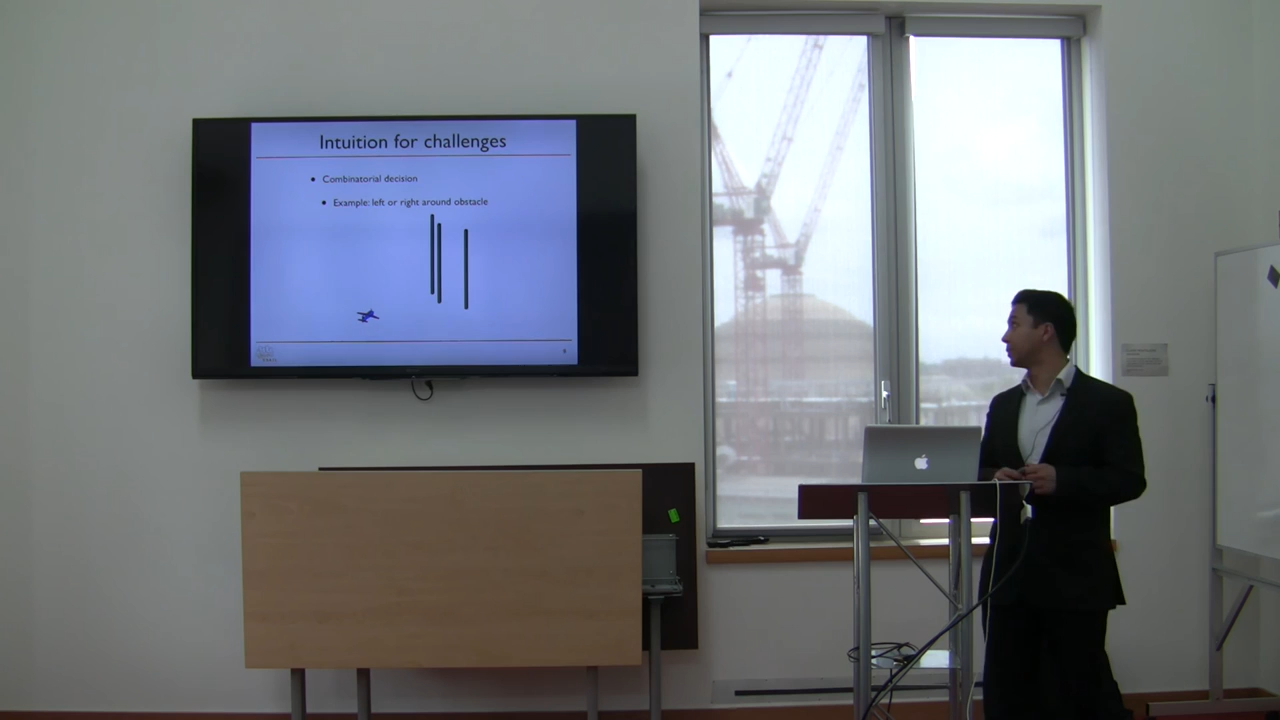 Intuition for challenges
• Combinatorial decision
• Example: left or right around obstacle